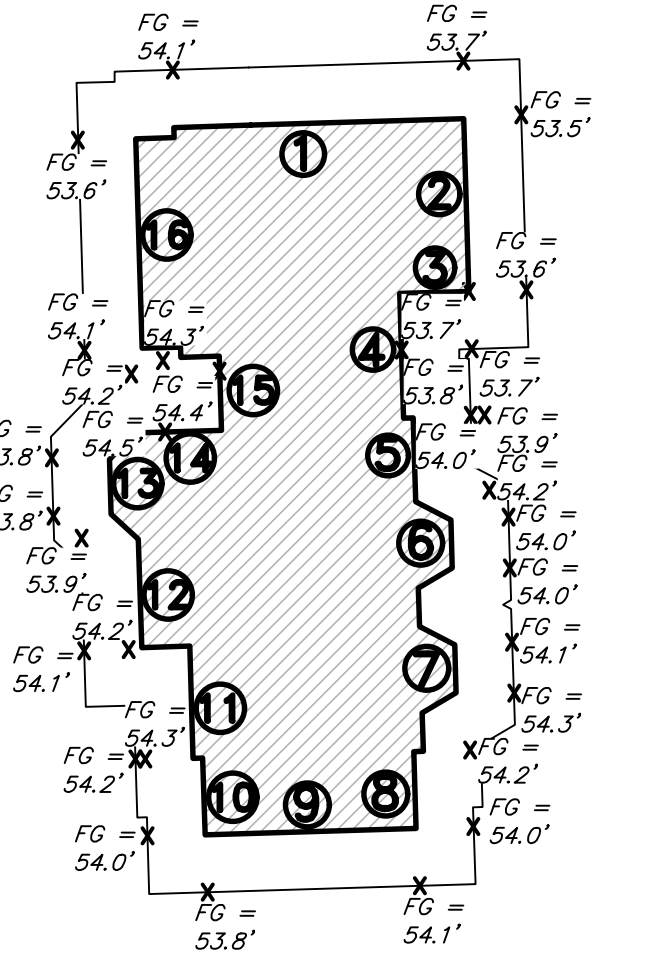 FG =
54.1'
FG =
53.7'
FG =
53.5'
1
FG =
53.6'
2
16
FG =
53.6'
3
FG =
54.1'
FG =
54.3'
FG =
53.7'
4
FG =
54.2'
FG =
54.4'
15
FG =
53.8'
FG =
53.7'
FG =
54.5'
G =
3.8'
FG =
54.0'
FG =
53.9'
14
5
13
FG =
54.2'
G =
3.8'
FG =
54.0'
6
FG =
53.9'
FG =
54.0'
12
FG =
54.2'
FG =
54.1'
FG =
54.1'
7
11
FG =
54.3'
FG =
54.3'
FG =
54.2'
FG =
54.2'
10
9
8
FG =
54.0'
FG =
54.0'
FG =
53.8'
FG =
54.1'